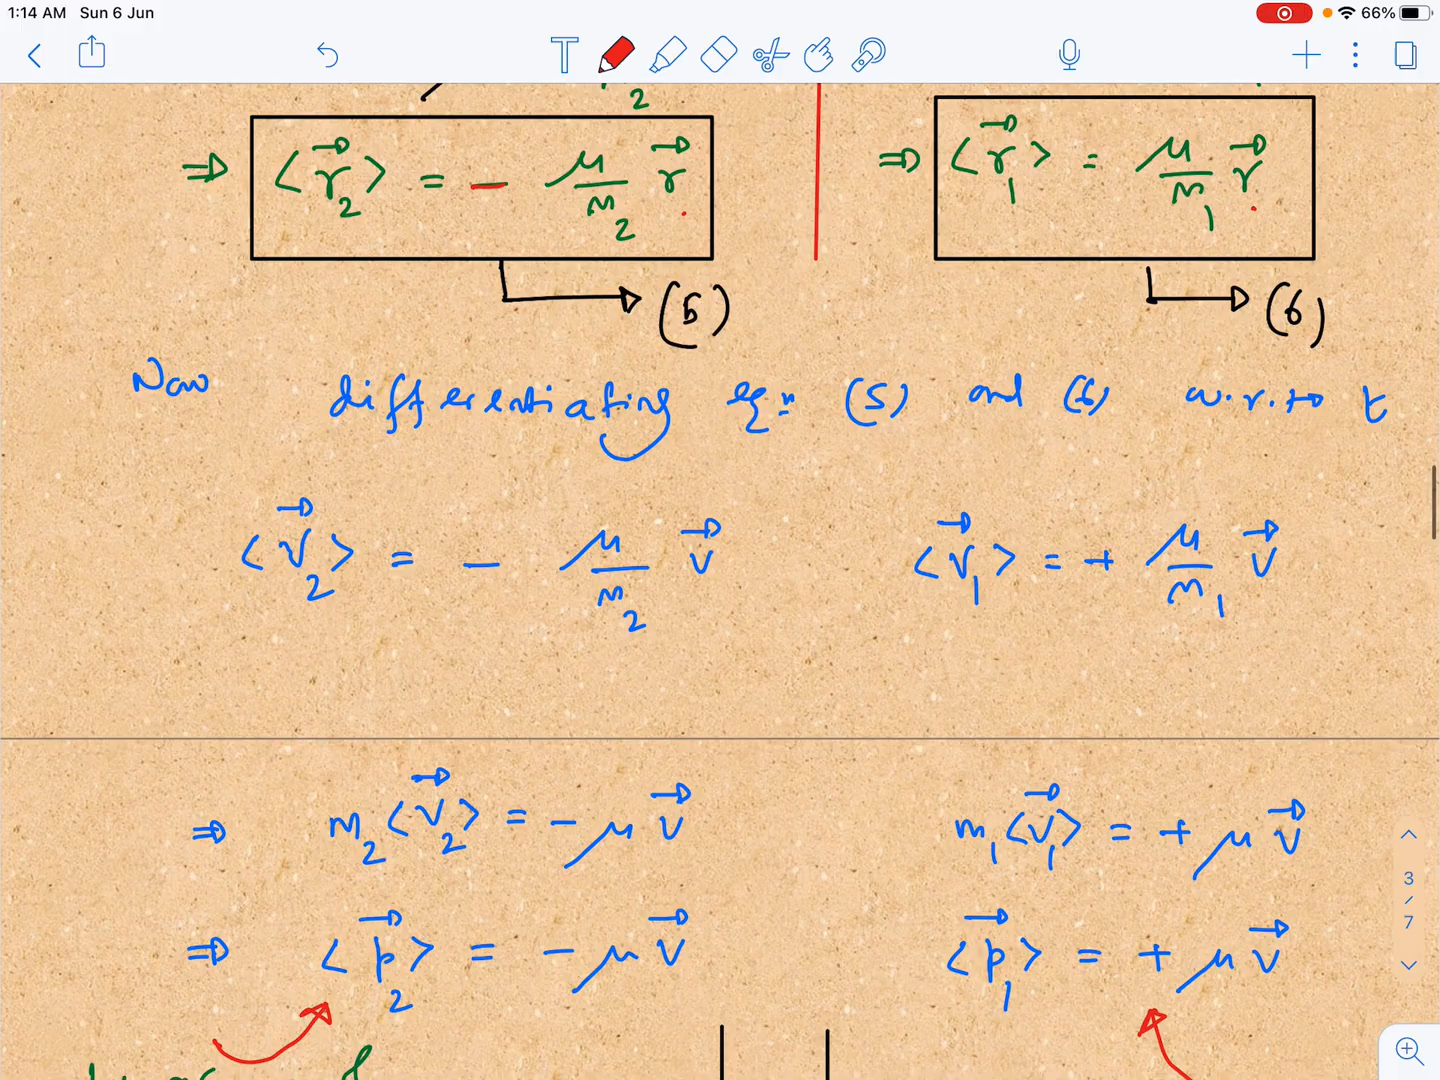 1:14 AM Sun 6 Jun 66%
T
2
⇒ <r⃗₂> = - μ/m₂ r⃗
⇒ <r⃗₁> = μ/m₁ r⃗
(5)
(6)
Now differentiating eqn (5) and (6) w.r.to t
<v⃗₂> = - μ/m₂ v⃗
<v⃗₁> = + μ/m₁ v⃗
⇒ m₂<v⃗₂> = - μ v⃗
m₁<v⃗₁> = + μ v⃗
⇒ <p⃗₂> = - μ v⃗
<p⃗₁> = + μ v⃗
3
/
7